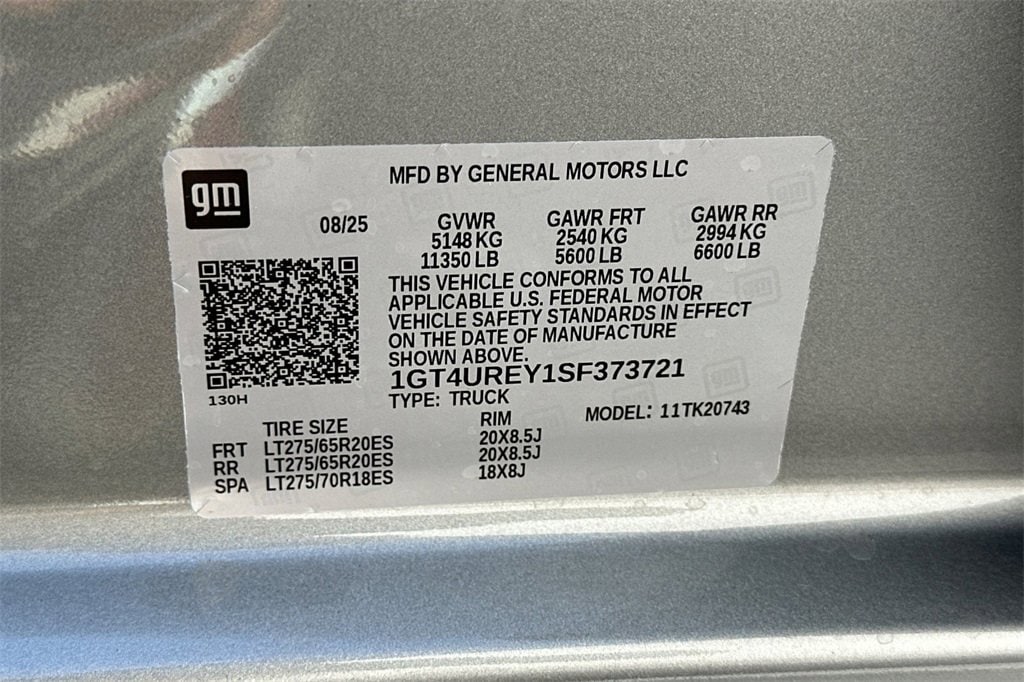 gm
MFD BY GENERAL MOTORS LLC
08/25
GVWR GAWR FRT GAWR RR
5148 KG 2540 KG 2994 KG
11350 LB 5600 LB 6600 LB
THIS VEHICLE CONFORMS TO ALL
APPLICABLE U.S. FEDERAL MOTOR
VEHICLE SAFETY STANDARDS IN EFFECT
ON THE DATE OF MANUFACTURE
SHOWN ABOVE.
1GT4UREY1SF373721
130H
TYPE: TRUCK
MODEL: 11TK20743
TIRE SIZE RIM
FRT LT275/65R20ES 20X8.5J
RR LT275/65R20ES 20X8.5J
SPA LT275/70R18ES 18X8J